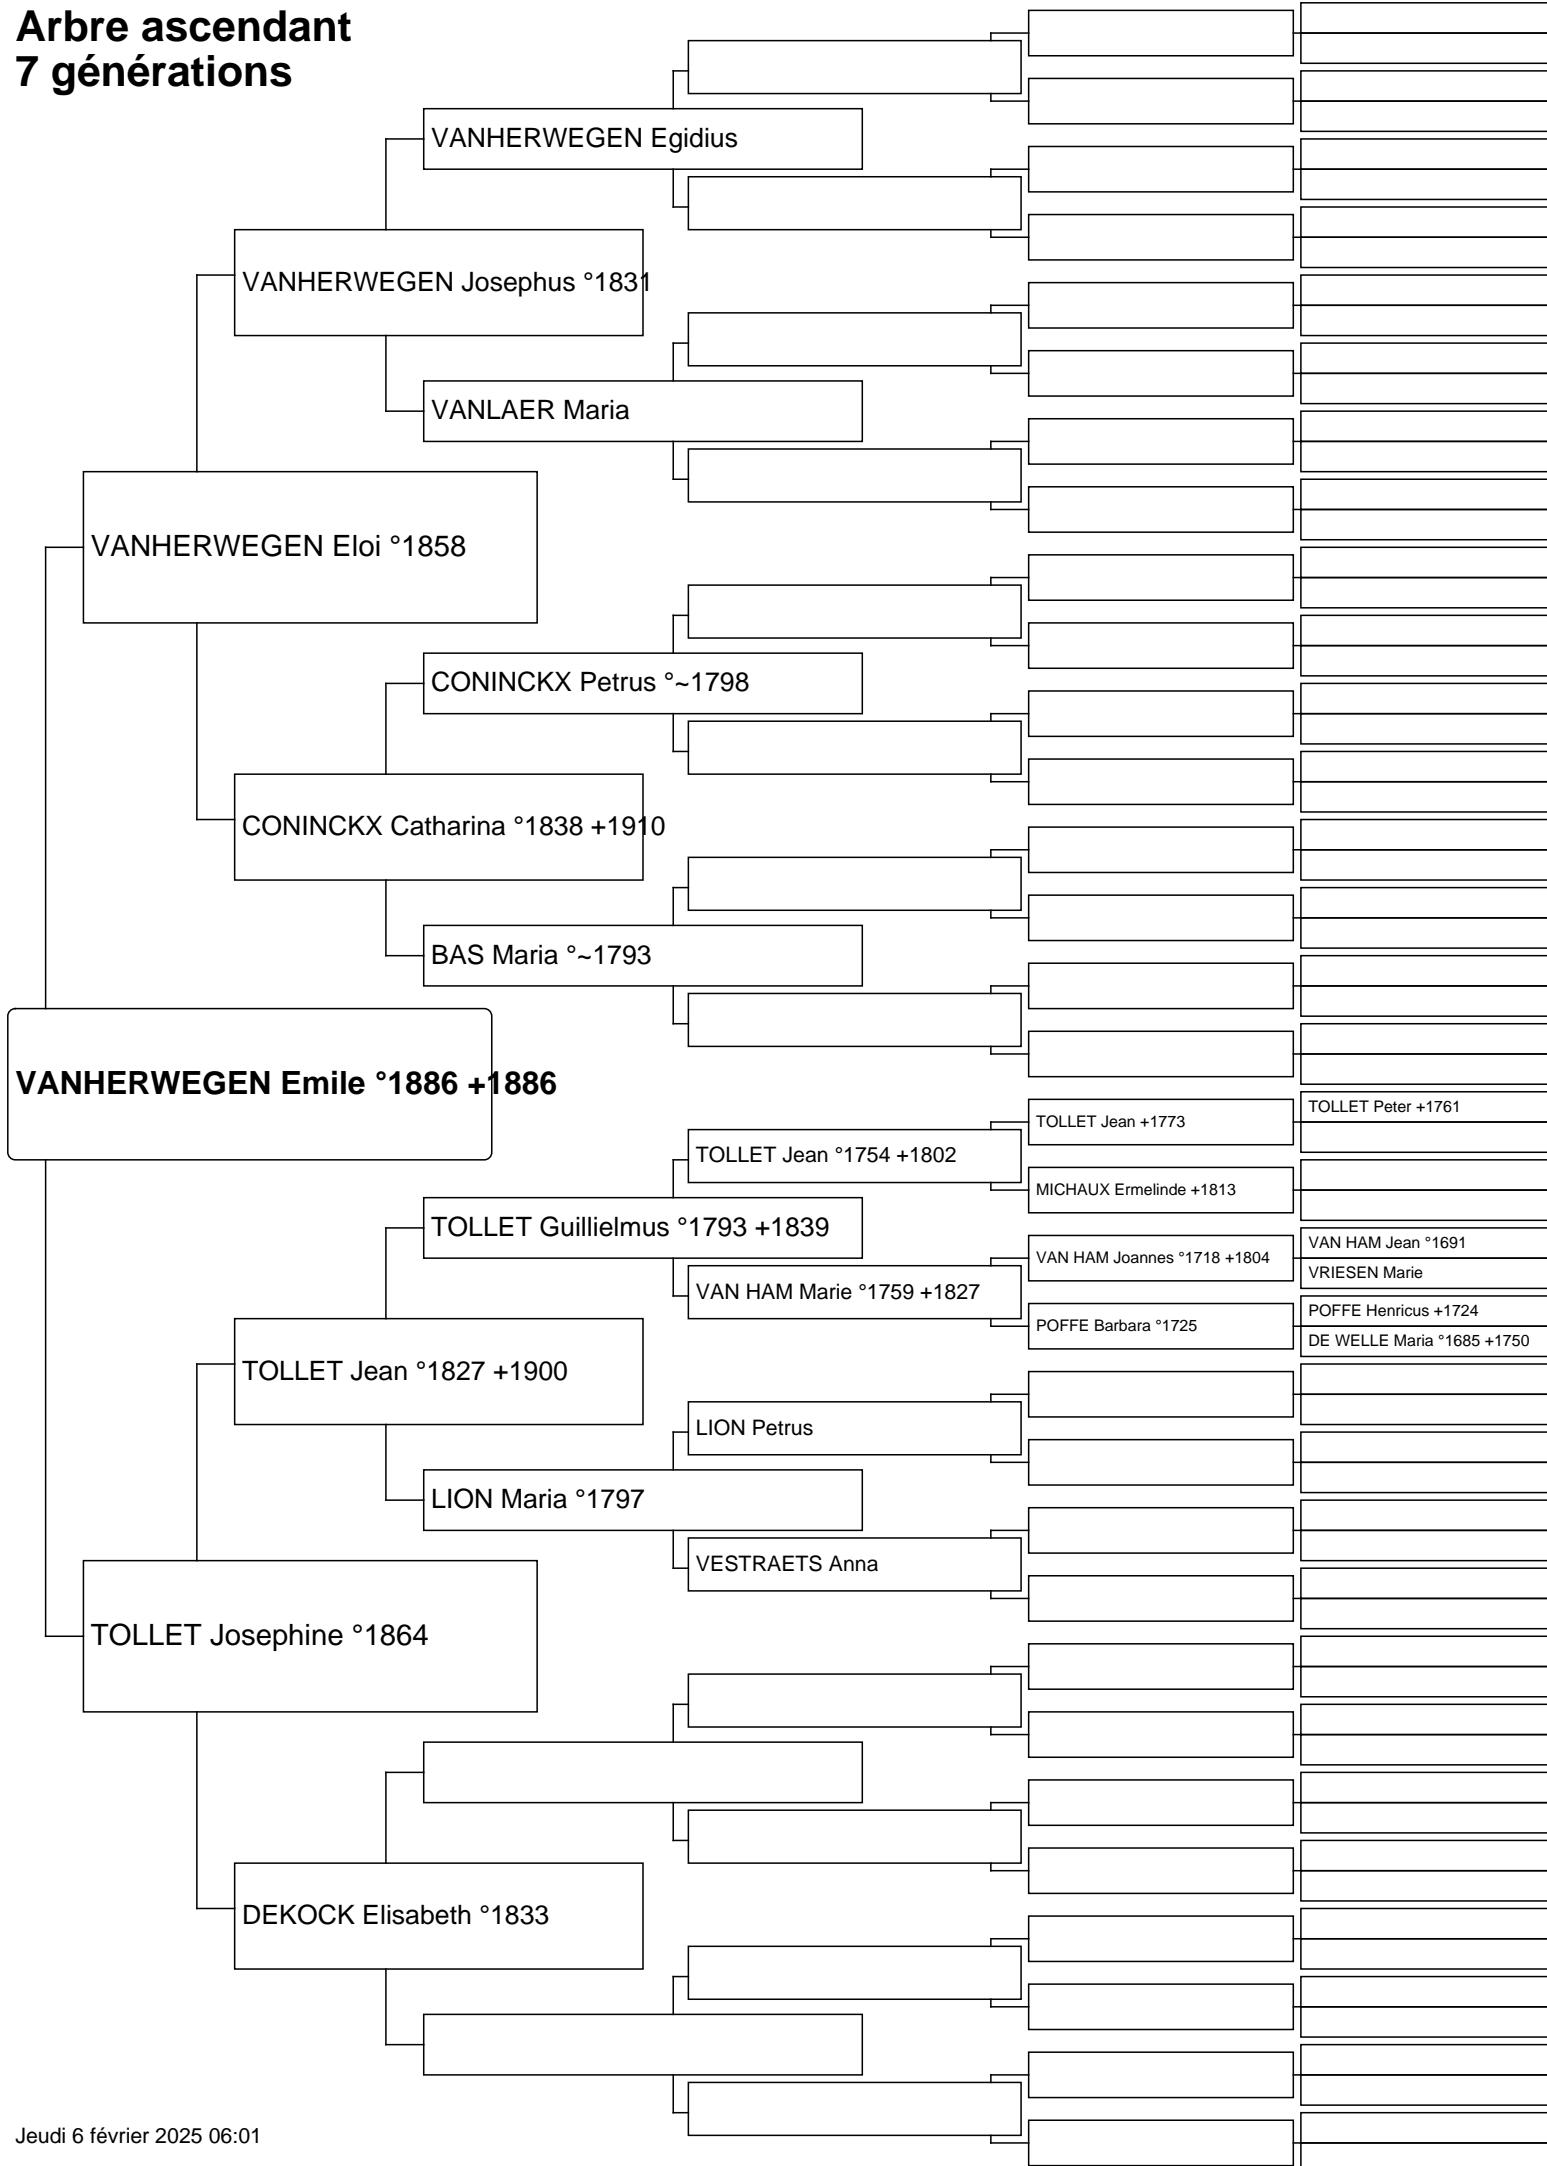 Arbre ascendant
7 générations
VANHERWEGEN Egidius
VANHERWEGEN Josephus °1831
VANLAER Maria
VANHERWEGEN Eloi °1858
CONINCKX Petrus °~1798
CONINCKX Catharina °1838 +1910
BAS Maria °~1793
VANHERWEGEN Emile °1886 +1886
TOLLET Peter +1761
TOLLET Jean +1773
TOLLET Jean °1754 +1802
MICHAUX Ermelinde +1813
TOLLET Guillielmus °1793 +1839
VAN HAM Jean °1691
VAN HAM Joannes °1718 +1804
VRIESEN Marie
VAN HAM Marie °1759 +1827
POFFE Henricus +1724
POFFE Barbara °1725
DE WELLE Maria °1685 +1750
TOLLET Jean °1827 +1900
LION Petrus
LION Maria °1797
VESTRAETS Anna
TOLLET Josephine °1864
DEKOCK Elisabeth °1833
Jeudi 6 février 2025 06:01